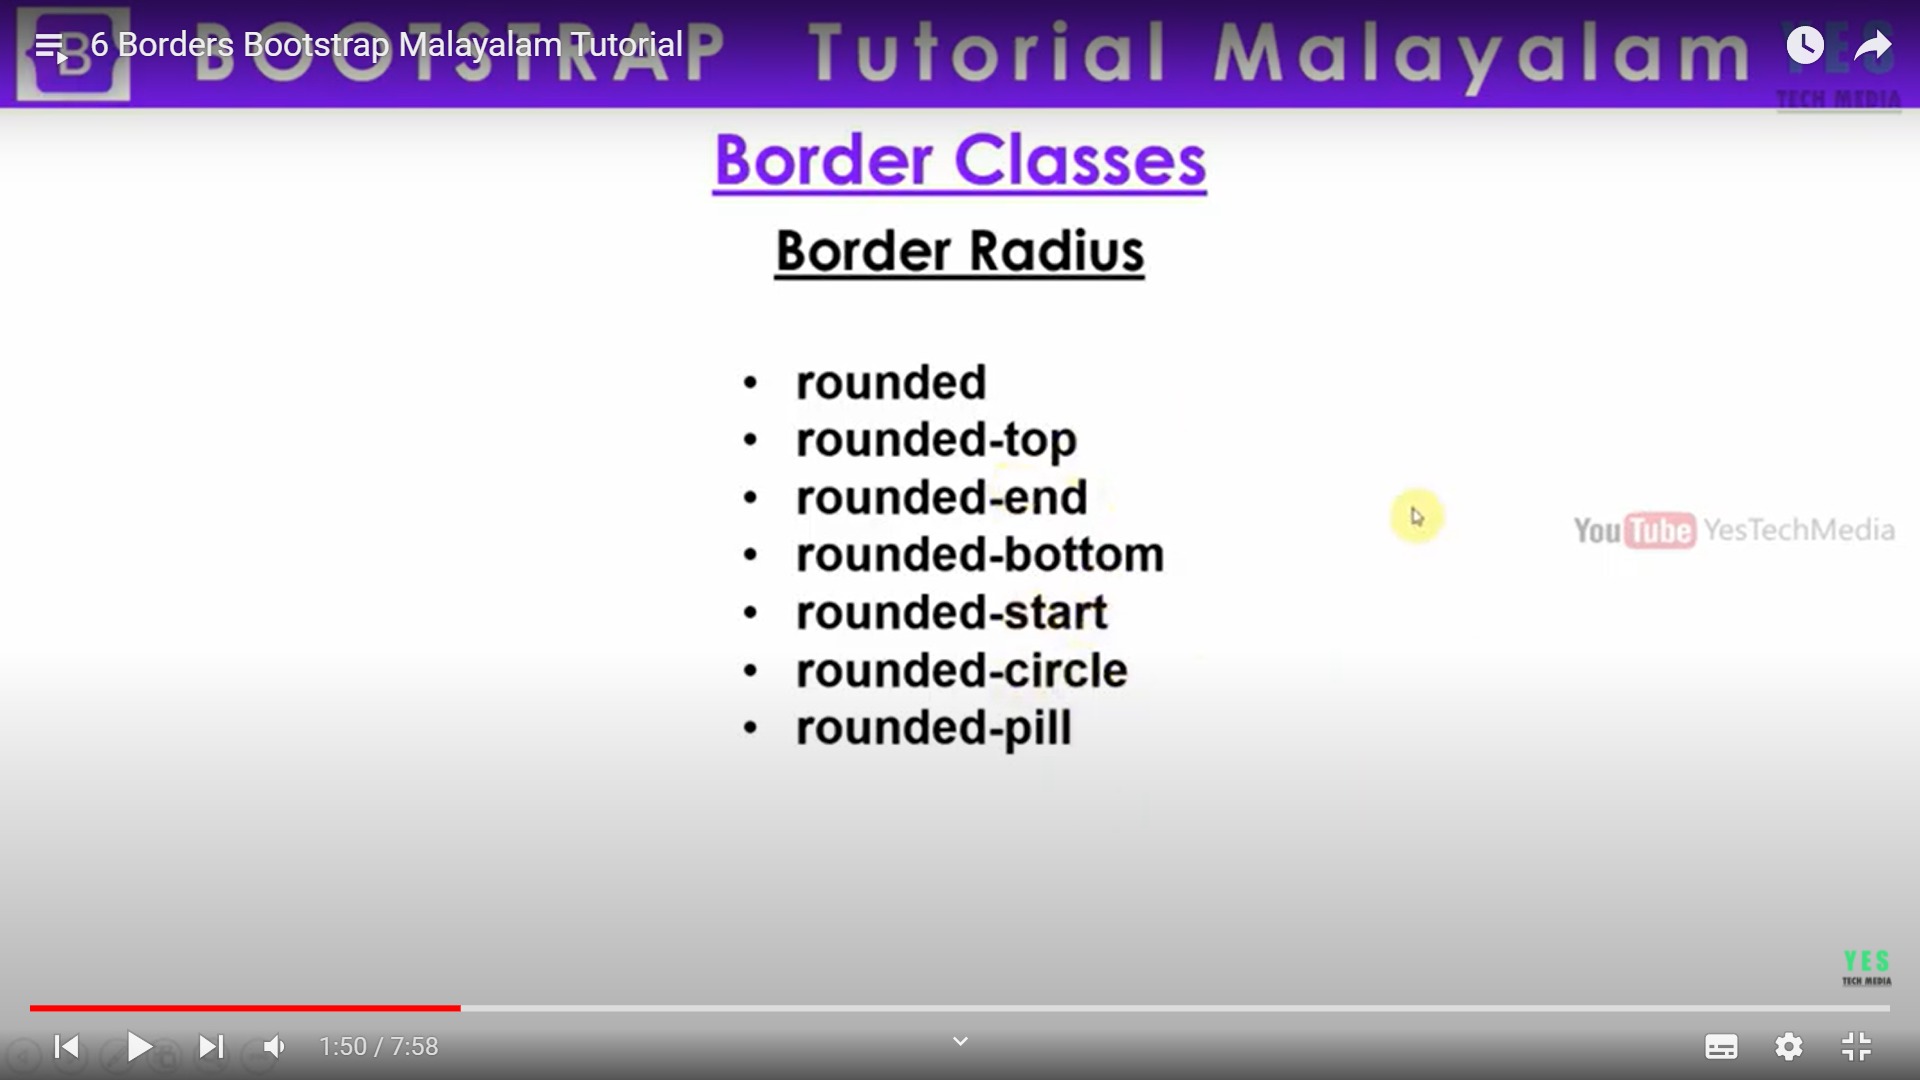 6 Borders Bootstrap Malayalam Tutorial
B BOOTSTRAP Tutorial Malayalam YES
TECH MEDIA
Border Classes
Border Radius
• rounded
• rounded-top
• rounded-end
• rounded-bottom
• rounded-start
• rounded-circle
• rounded-pill
YouTube YesTechMedia
YES
TECH MEDIA
1:50 / 7:58